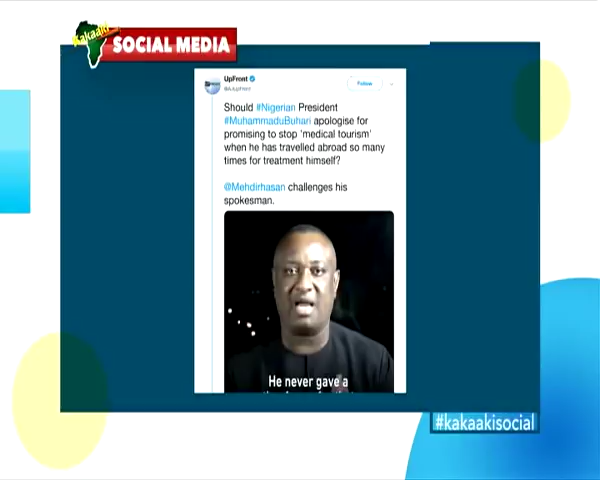 Kakaaki
SOCIAL MEDIA
UpFront
@AJUpFront
Follow
Should #Nigerian President
#MuhammaduBuhari apologise for
promising to stop 'medical tourism'
when he has travelled abroad so many
times for treatment himself?
@Mehdirhasan challenges his
spokesman.
He never gave a
#kakaakisocial